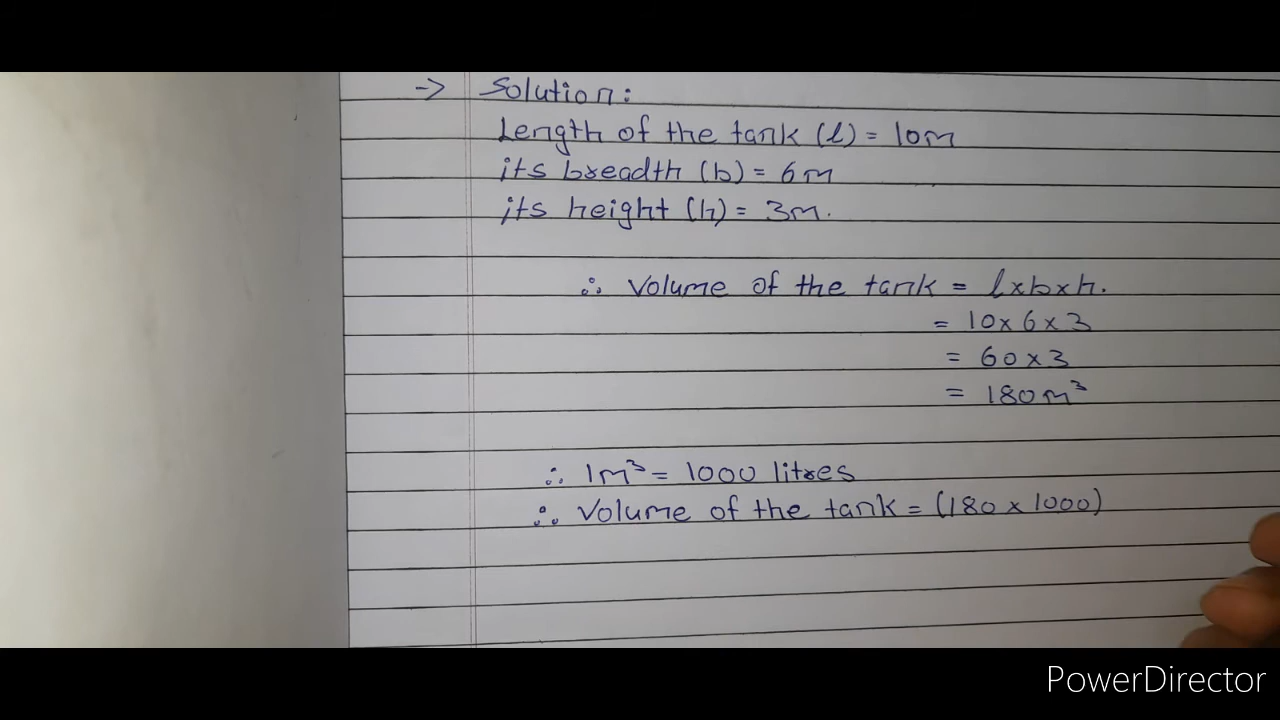 → Solution:
Length of the tank (l) = 10m
its breadth (b) = 6m
its height (h) = 3m.
∴ Volume of the tank = l×b×h.
= 10×6×3
= 60×3
= 180m³
∴ 1m³ = 1000 litres
∴ Volume of the tank = (180×1000)
PowerDirector